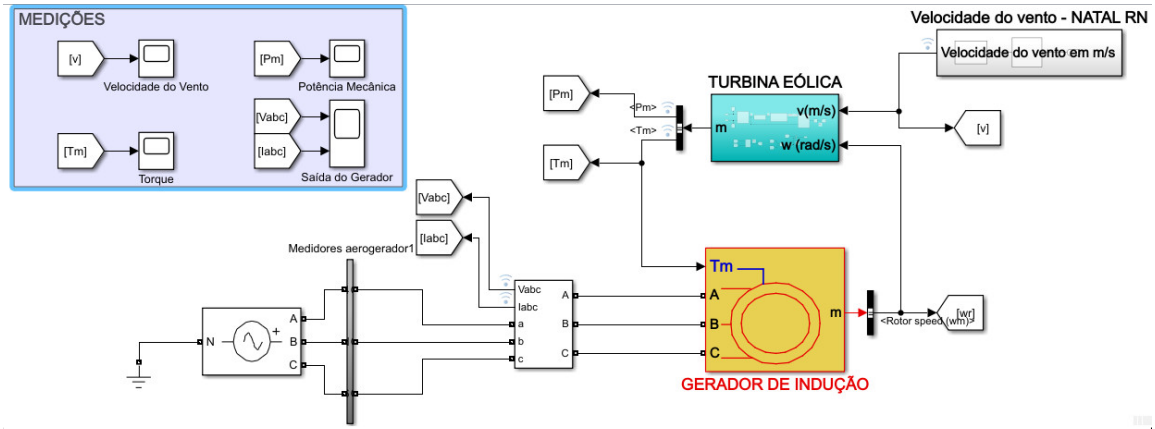 MEDIÇÕES
[v]
Velocidade do Vento
[Pm]
Potência Mecânica
[Vabc]
[Iabc]
Saída do Gerador
[Tm]
Torque
Velocidade do vento - NATAL RN
Velocidade do vento em m/s
TURBINA EÓLICA
v(m/s)
m
w (rad/s)
[v]
[Pm]
<Pm>
<Tm>
[Tm]
[Vabc]
[Iabc]
Medidores aerogerador1
N
+
A
B
C
Vabc
Iabc
a
b
c
A
B
C
Tm
A
B
C
m
GERADOR DE INDUÇÃO
<Rotor speed (wm)>
[wr]